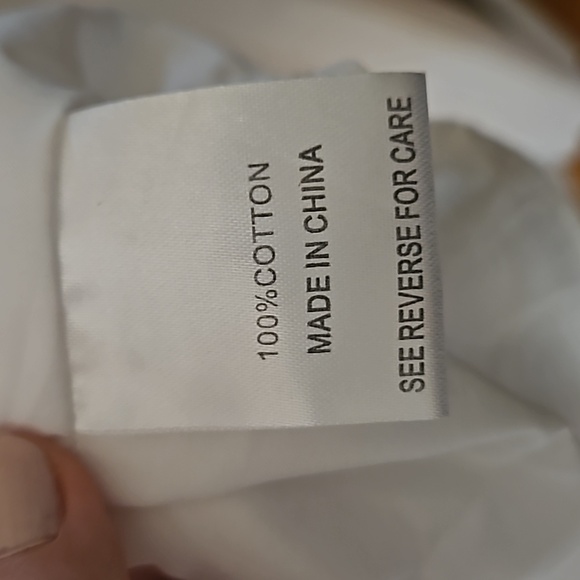 100%COTTON
MADE IN CHINA
SEE REVERSE FOR CARE